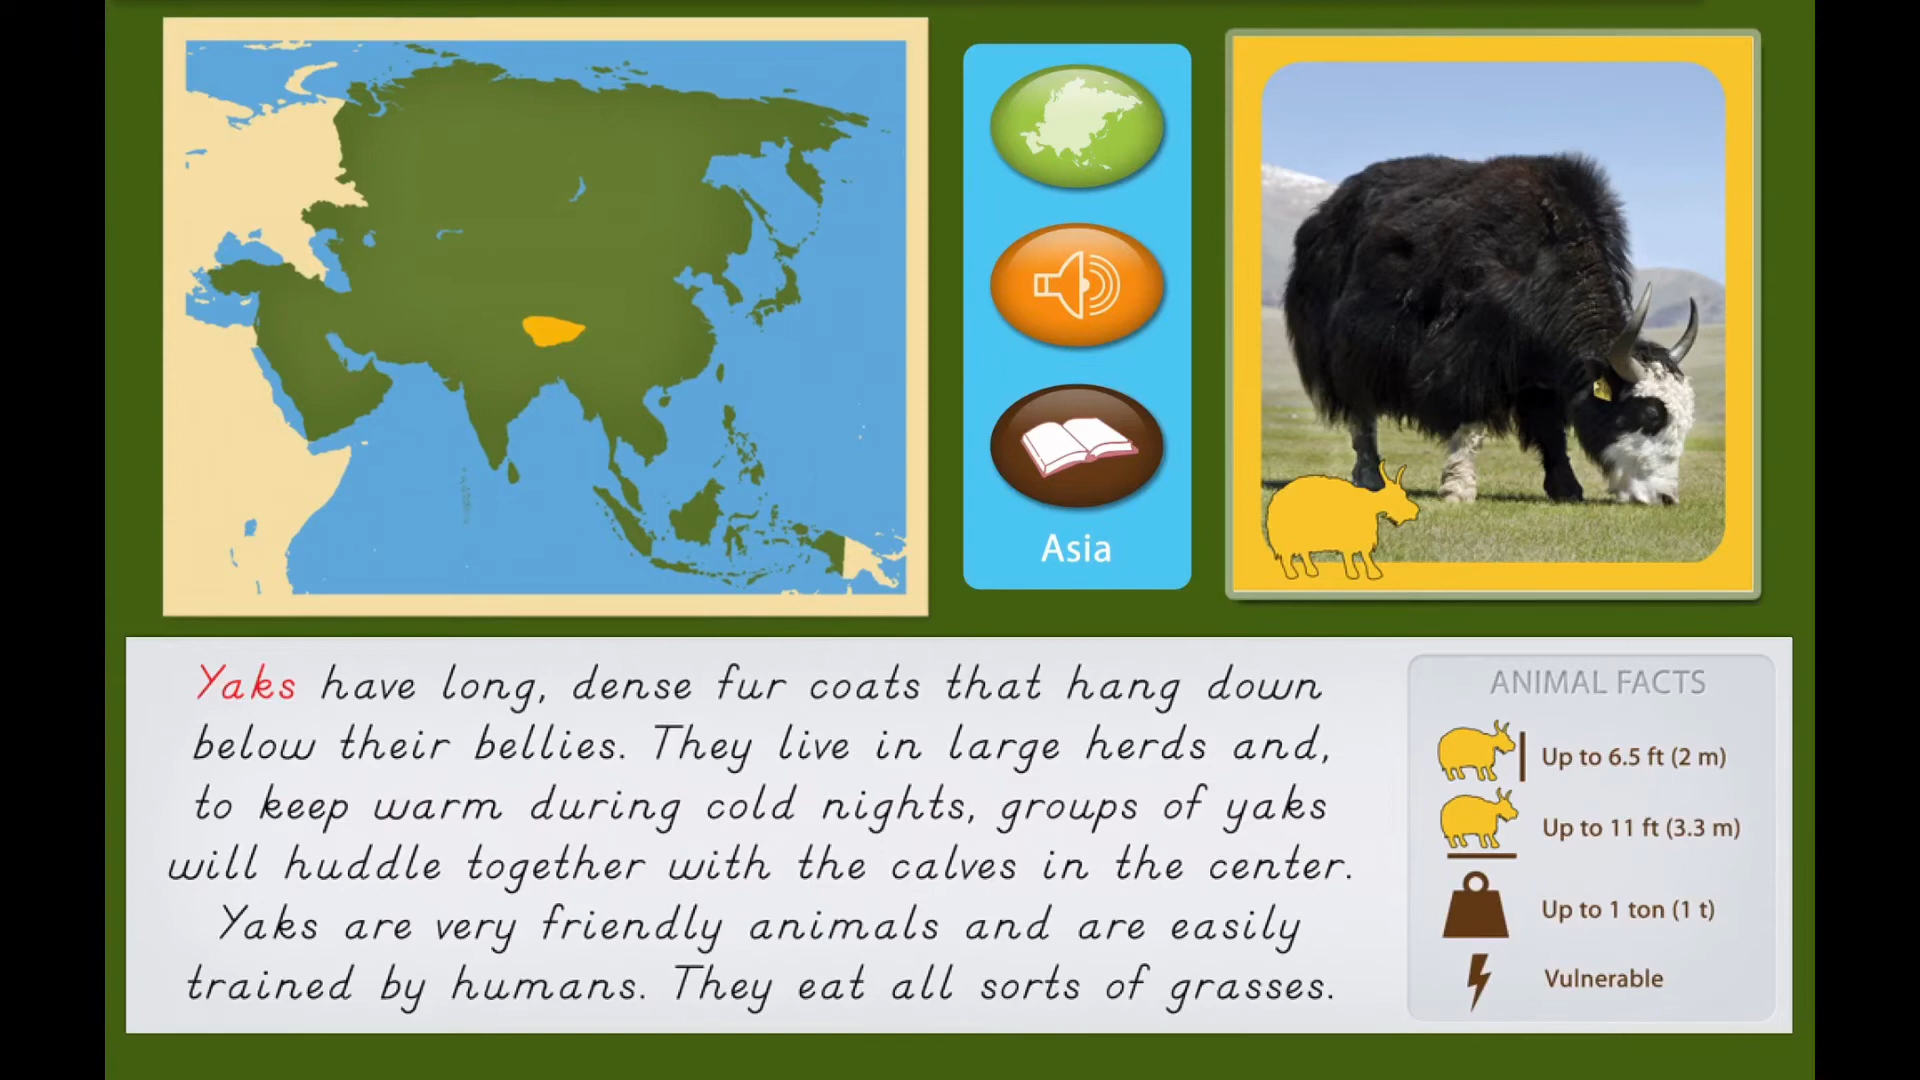 Asia
Yaks have long, dense fur coats that hang down
below their bellies. They live in large herds and,
to keep warm during cold nights, groups of yaks
will huddle together with the calves in the center.
Yaks are very friendly animals and are easily
trained by humans. They eat all sorts of grasses.
ANIMAL FACTS
Up to 6.5 ft (2 m)
Up to 11 ft (3.3 m)
Up to 1 ton (1 t)
Vulnerable